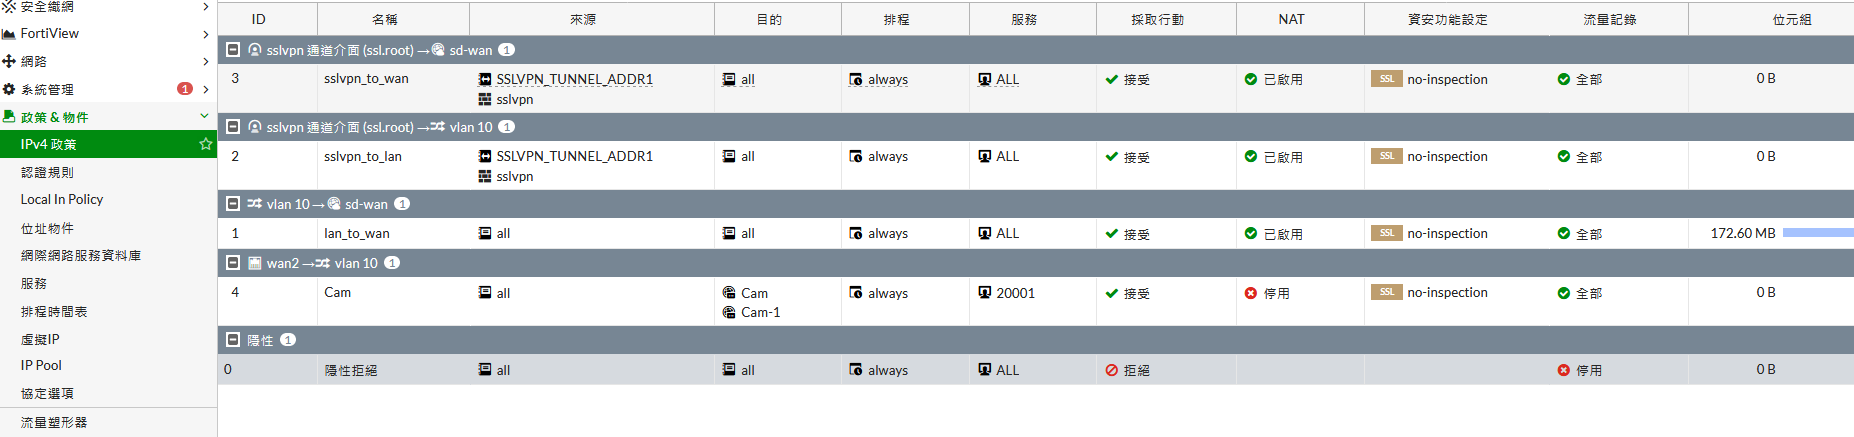 安全織網
FortiView
網路
系統管理 1
政策 & 物件
IPv4 政策
認證規則
Local In Policy
位址物件
網際網路服務資料庫
服務
排程時間表
虛擬IP
IP Pool
協定選項
流量塑形器
ID 名稱 來源 目的 排程 服務 採取行動 NAT 資安功能設定 流量記錄 位元組
sslvpn 通道介面 (ssl.root) → sd-wan 1
3 sslvpn_to_wan SSLVPN_TUNNEL_ADDR1 all always ALL 接受 已啟用 SSL no-inspection 全部 0 B
sslvpn
sslvpn 通道介面 (ssl.root) → vlan 10 1
2 sslvpn_to_lan SSLVPN_TUNNEL_ADDR1 all always ALL 接受 已啟用 SSL no-inspection 全部 0 B
sslvpn
vlan 10 → sd-wan 1
1 lan_to_wan all all always ALL 接受 已啟用 SSL no-inspection 全部 172.60 MB
wan2 → vlan 10 1
4 Cam all Cam always 20001 接受 停用 SSL no-inspection 全部 0 B
Cam-1
隱性 1
0 隱性拒絕 all all always ALL 拒絕 停用 0 B